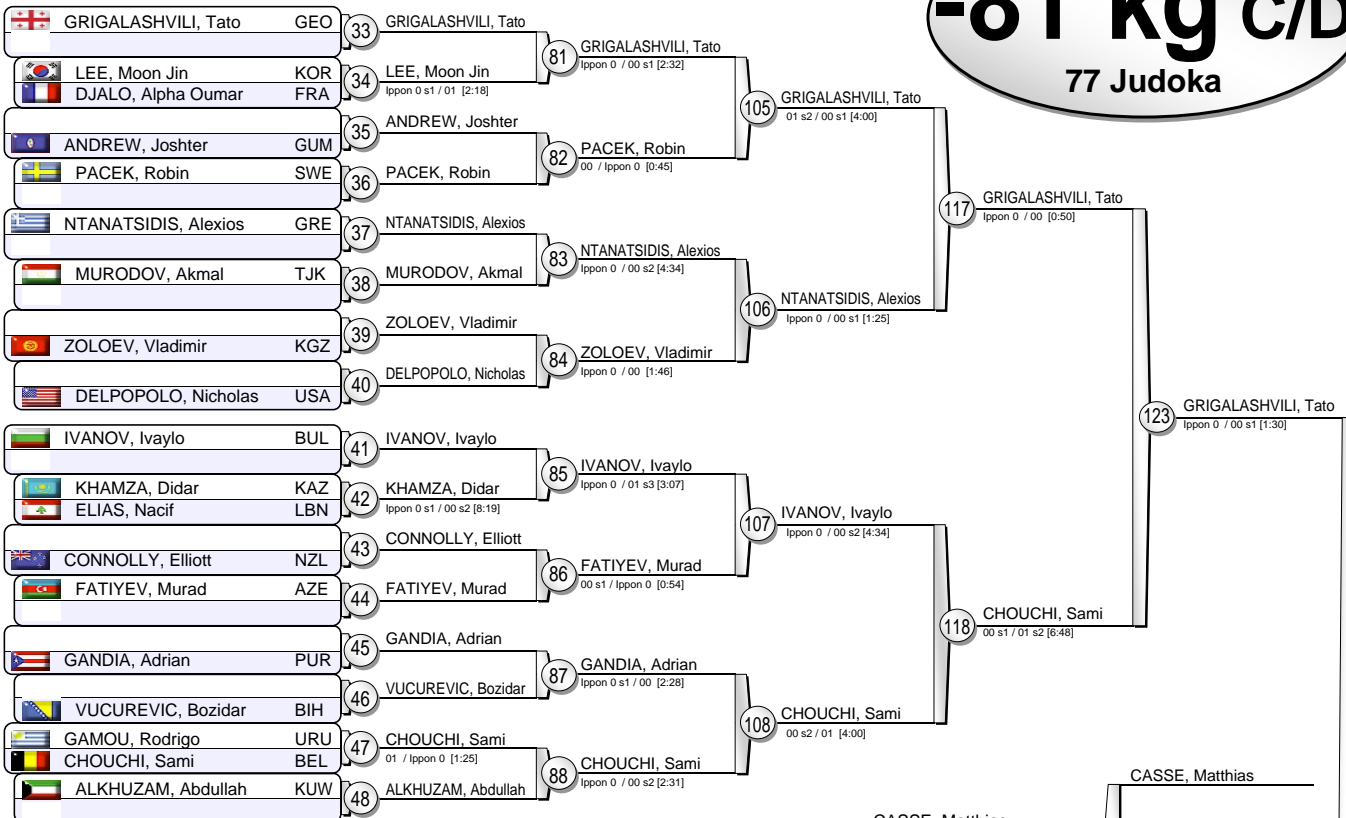 -81 kg C/D
77 Judoka
GRIGALASHVILI, Tato GEO
LEE, Moon Jin KOR
DJALO, Alpha Oumar FRA
ANDREW, Joshter GUM
PACEK, Robin SWE
NTANATSIDIS, Alexios GRE
MURODOV, Akmal TJK
ZOLOEV, Vladimir KGZ
DELPOPOLO, Nicholas USA
IVANOV, Ivaylo BUL
KHAMZA, Didar KAZ
ELIAS, Nacif LBN
CONNOLLY, Elliott NZL
FATIYEV, Murad AZE
GANDIA, Adrian PUR
VUCUREVIC, Bozidar BIH
GAMOU, Rodrigo URU
CHOUCHI, Sami BEL
ALKHUZAM, Abdullah KUW
33 GRIGALASHVILI, Tato
34 LEE, Moon Jin
Ippon 0 s1 / 01 [2:18]
35 ANDREW, Joshter
36 PACEK, Robin
37 NTANATSIDIS, Alexios
38 MURODOV, Akmal
39 ZOLOEV, Vladimir
40 DELPOPOLO, Nicholas
41 IVANOV, Ivaylo
42 KHAMZA, Didar
Ippon 0 s1 / 00 s2 [8:19]
43 CONNOLLY, Elliott
44 FATIYEV, Murad
45 GANDIA, Adrian
46 VUCUREVIC, Bozidar
47 CHOUCHI, Sami
01 / Ippon 0 [1:25]
48 ALKHUZAM, Abdullah
81 GRIGALASHVILI, Tato
Ippon 0 / 00 s1 [2:32]
82 PACEK, Robin
00 / Ippon 0 [0:45]
83 NTANATSIDIS, Alexios
Ippon 0 / 00 s2 [4:34]
84 ZOLOEV, Vladimir
Ippon 0 / 00 [1:46]
85 IVANOV, Ivaylo
Ippon 0 / 01 s3 [3:07]
86 FATIYEV, Murad
00 s1 / Ippon 0 [0:54]
87 GANDIA, Adrian
Ippon 0 s1 / 00 [2:28]
88 CHOUCHI, Sami
Ippon 0 / 00 s2 [2:31]
105 GRIGALASHVILI, Tato
01 s2 / 00 s1 [4:00]
106 NTANATSIDIS, Alexios
Ippon 0 / 00 s1 [1:25]
107 IVANOV, Ivaylo
Ippon 0 / 00 s2 [4:34]
108 CHOUCHI, Sami
00 s2 / 01 [4:00]
117 GRIGALASHVILI, Tato
Ippon 0 / 00 [0:50]
118 CHOUCHI, Sami
00 s1 / 01 s2 [6:48]
123 GRIGALASHVILI, Tato
Ippon 0 / 00 s1 [1:30]
CASSE, Matthias
CASSE, Matthias